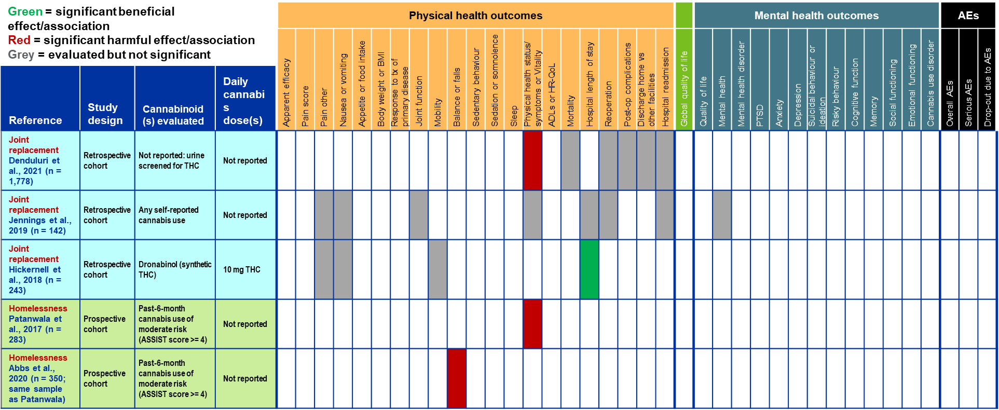 Green = significant beneficial
effect/association
Red = significant harmful effect/association
Grey = evaluated but not significant
Physical health outcomes
Mental health outcomes
AEs
Reference
Study
design
Cannabinoid
(s) evaluated
Daily
cannabi
s
dose(s)
Apparent efficacy
Pain score
Pain other
Nausea or vomiting
Appetite or food intake
Body weight or BMI
Response to tx of
primary disease
Joint function
Mobility
Balance or falls
Sedentary behaviour
Sedation or somnolence
Sleep
Physical health status/
symptoms or Vitality
ADLs or HR-QoL
Mortality
Hospital length of stay
Reoperation
Post-op complications
Discharge home vs
other facilities
Hospital readmission
Global quality of life
Quality of life
Mental health
Mental health disorder
PTSD
Anxiety
Depression
Suicidal behaviour or
ideation
Risky behaviour
Cognitive function
Memory
Social functioning
Emotional functioning
Cannabis use disorder
Overall AEs
Serious AEs
Drop-out due to AEs
Joint
replacement
Denduluri et
al., 2021 (n =
1,778)
Retrospective
cohort
Not reported: urine
screened for THC
Not reported
Joint
replacement
Jennings et al.,
2019 (n = 142)
Retrospective
cohort
Any self-reported
cannabis use
Not reported
Joint
replacement
Hickernell et
al., 2018 (n =
243)
Retrospective
cohort
Dronabinol (synthetic
THC)
10 mg THC
Homelessness
Patanwala et
al., 2017 (n =
283)
Prospective
cohort
Past-6-month
cannabis use of
moderate risk
(ASSIST score >= 4)
Not reported
Homelessness
Abbs et al.,
2020 (n = 350;
same sample
as Patanwala)
Prospective
cohort
Past-6-month
cannabis use of
moderate risk
(ASSIST score >= 4)
Not reported